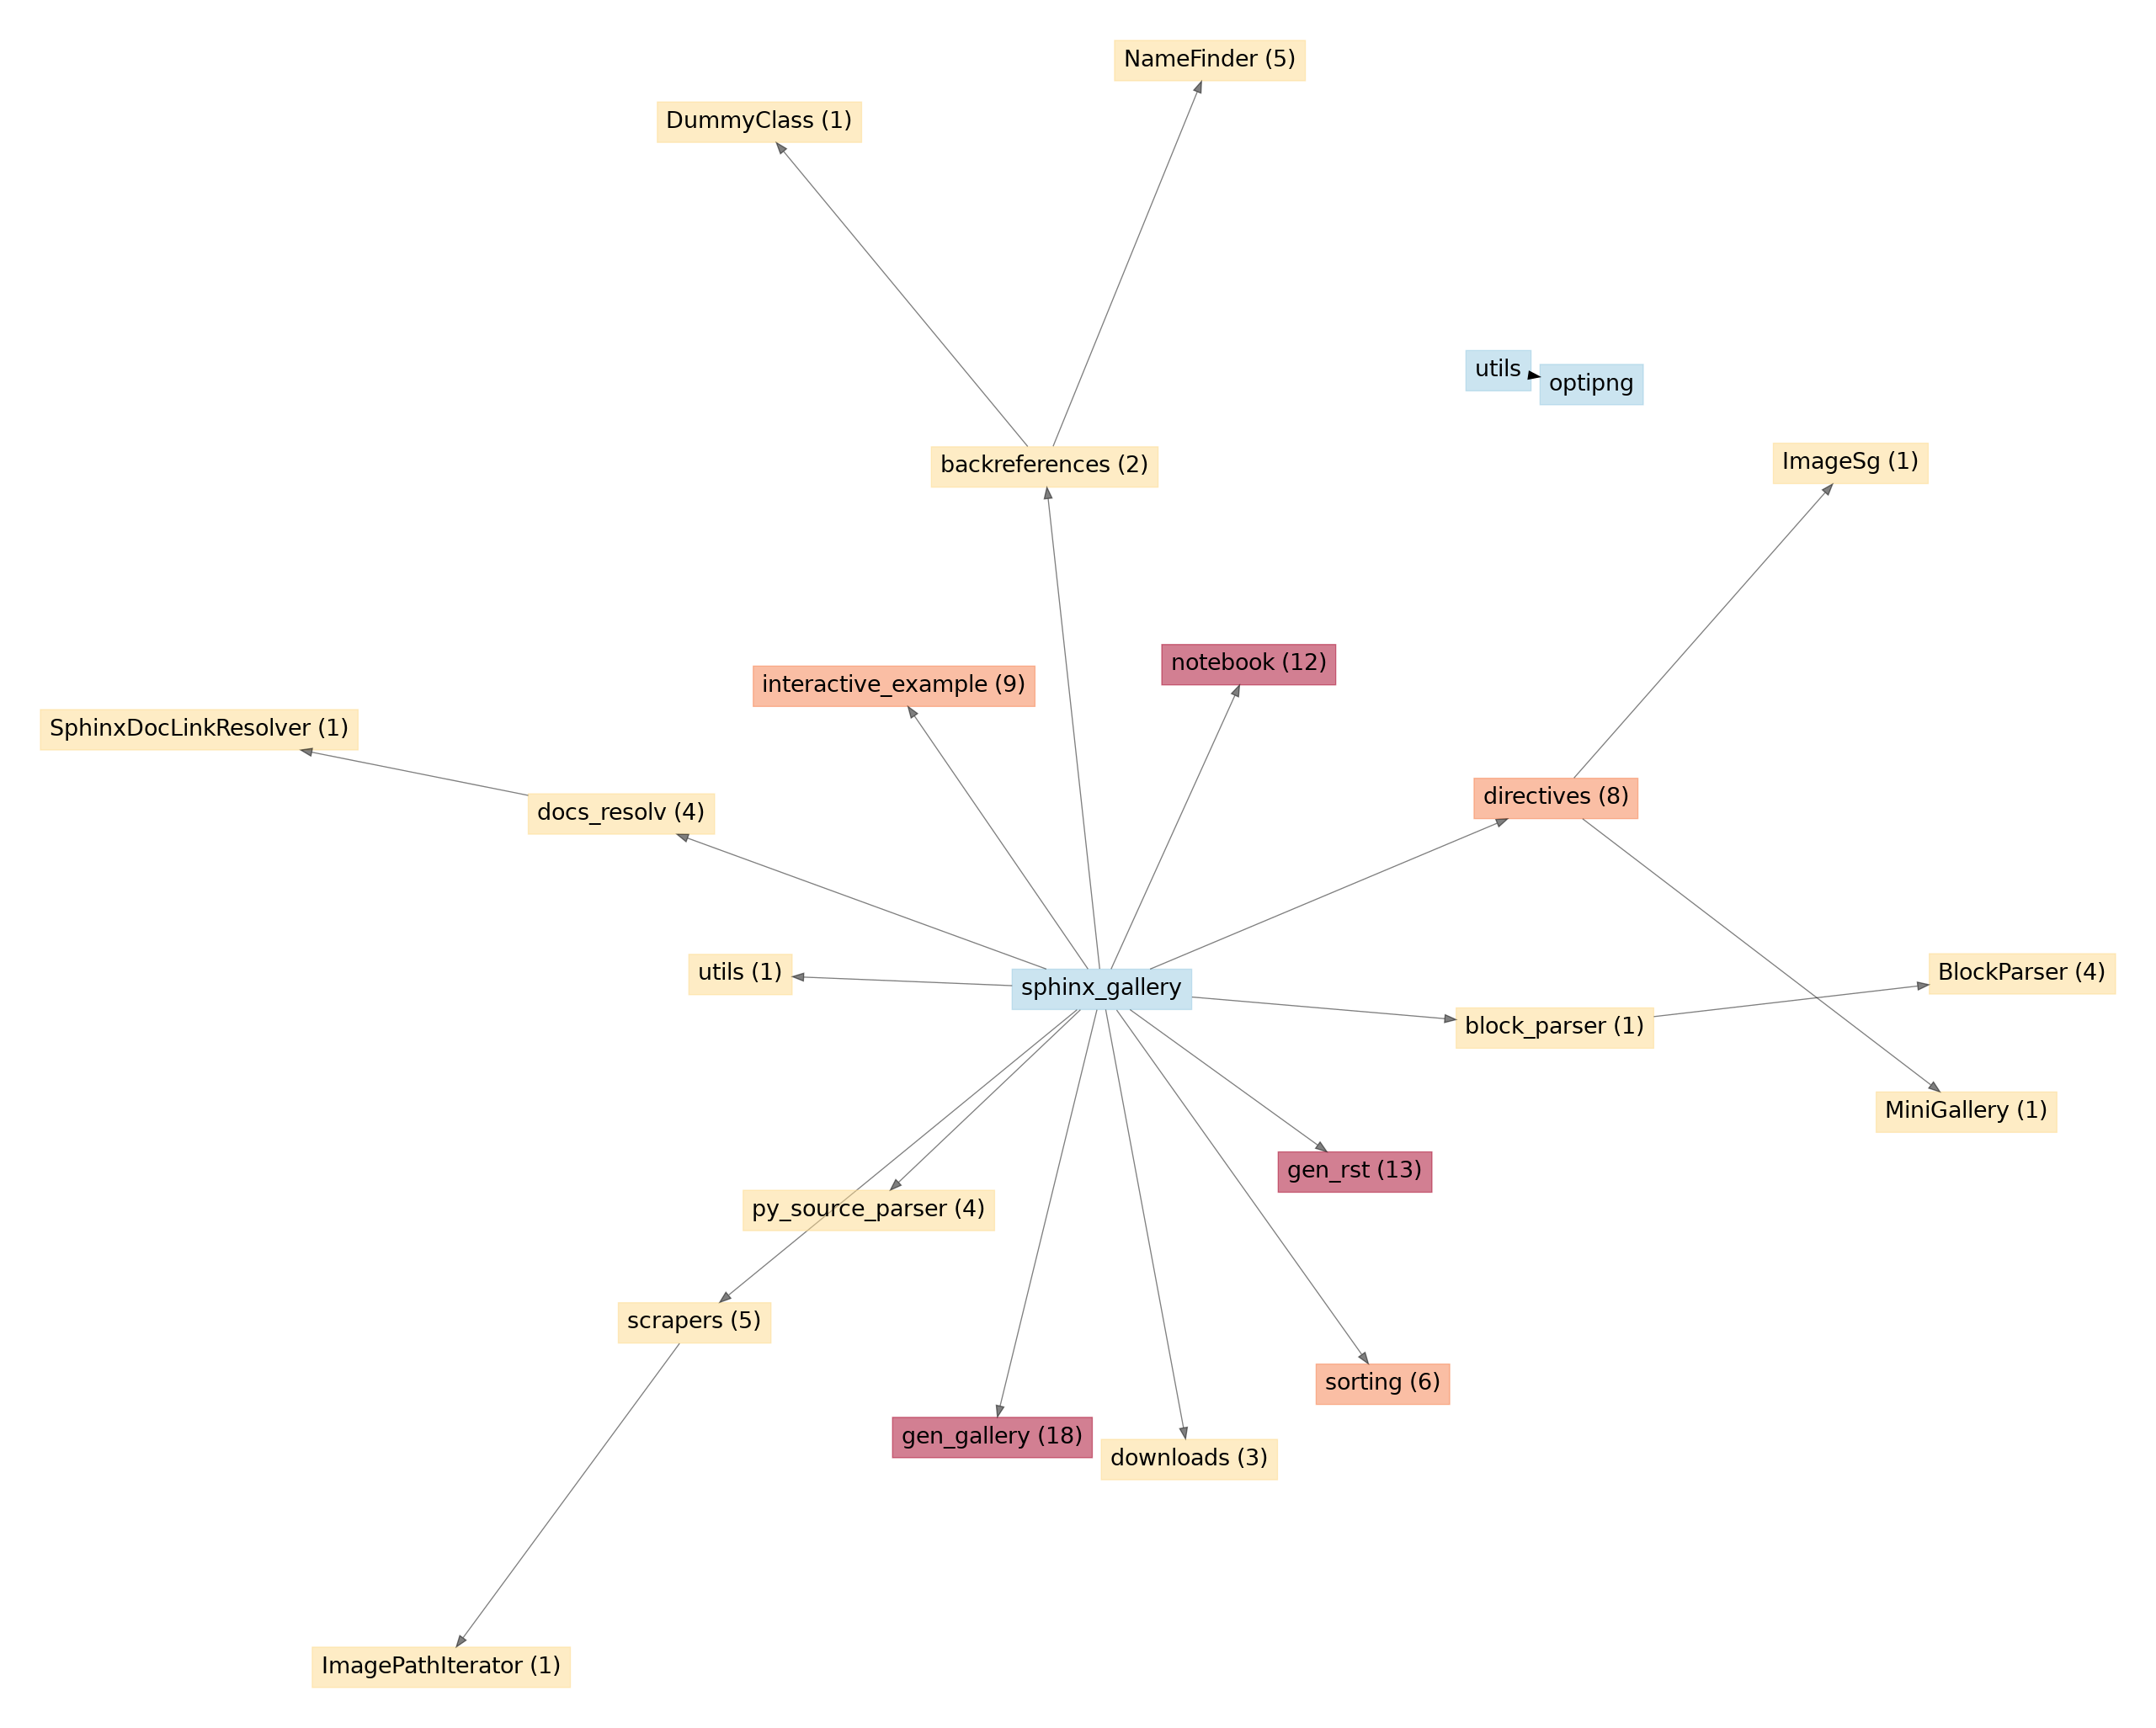 NameFinder (5)
DummyClass (1)
utils
optipng
backreferences (2)
ImageSg (1)
notebook (12)
interactive_example (9)
SphinxDocLinkResolver (1)
directives (8)
docs_resolv (4)
utils (1)
BlockParser (4)
sphinx_gallery
block_parser (1)
MiniGallery (1)
gen_rst (13)
py_source_parser (4)
scrapers (5)
sorting (6)
gen_gallery (18)
downloads (3)
ImagePathIterator (1)